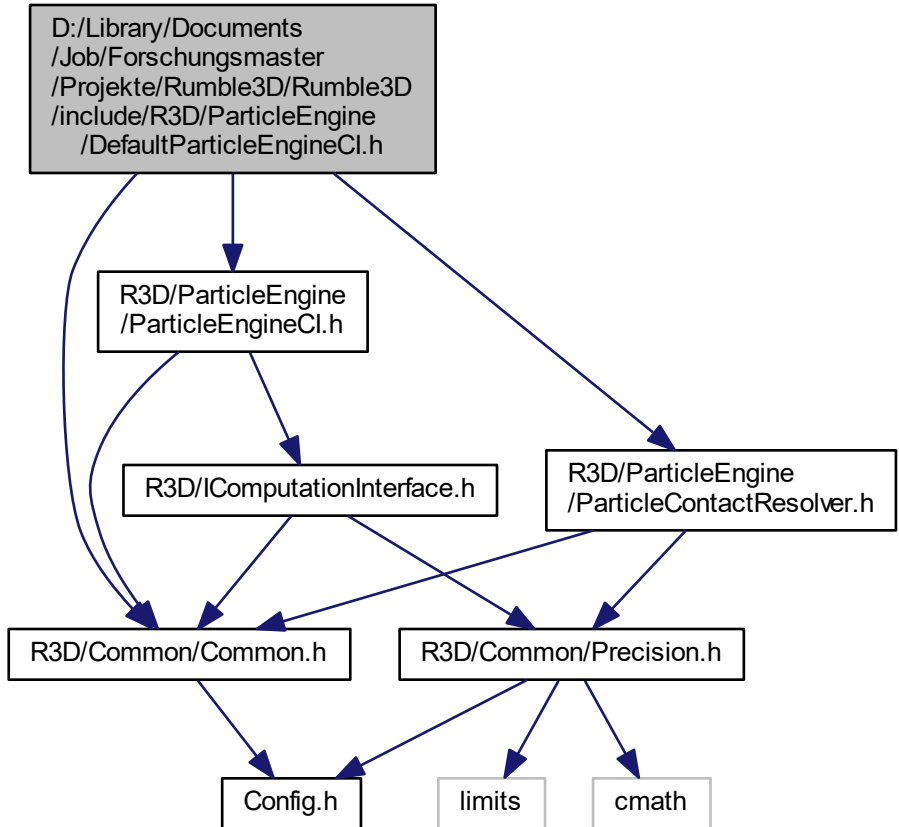 D:/Library/Documents
/Job/Forschungsmaster
/Projekte/Rumble3D/Rumble3D
/include/R3D/ParticleEngine
/DefaultParticleEngineCI.h
R3D/ParticleEngine
/ParticleEngineCI.h
R3D/IComputationInterface.h
R3D/ParticleEngine
/ParticleContactResolver.h
R3D/Common/Common.h
R3D/Common/Precision.h
Config.h
limits
cmath